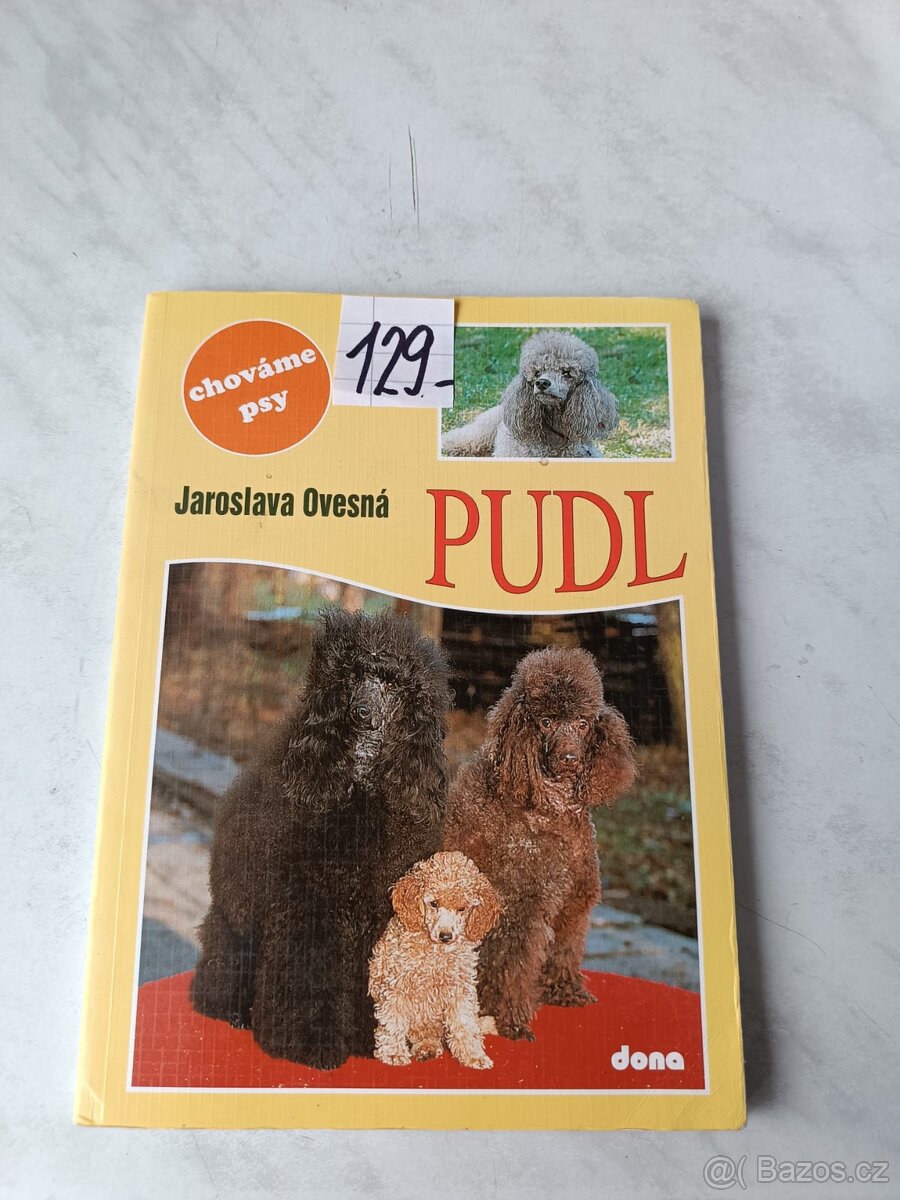 chováme
psy
129.-
Jaroslava Ovesná
PUDL
dona
@( Bazos.cz